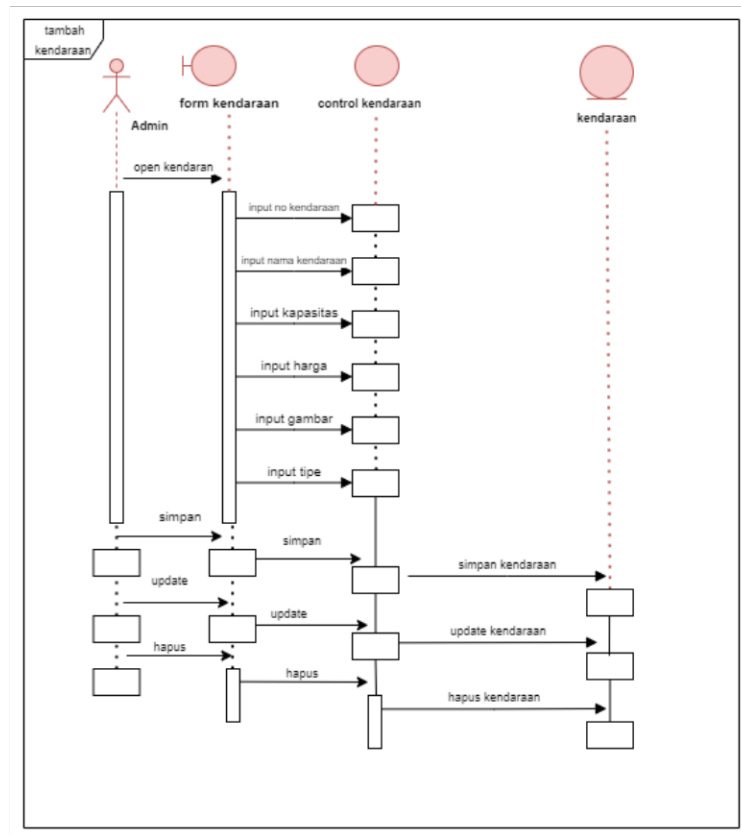 tambah
kendaraan
form kendaraan
control kendaraan
kendaraan
Admin
open kendaran
input no kendaraan
input nama kendaraan
input kapasitas
input harga
input gambar
input tipe
simpan
simpan
simpan kendaraan
update
update
update kendaraan
hapus
hapus
hapus kendaraan